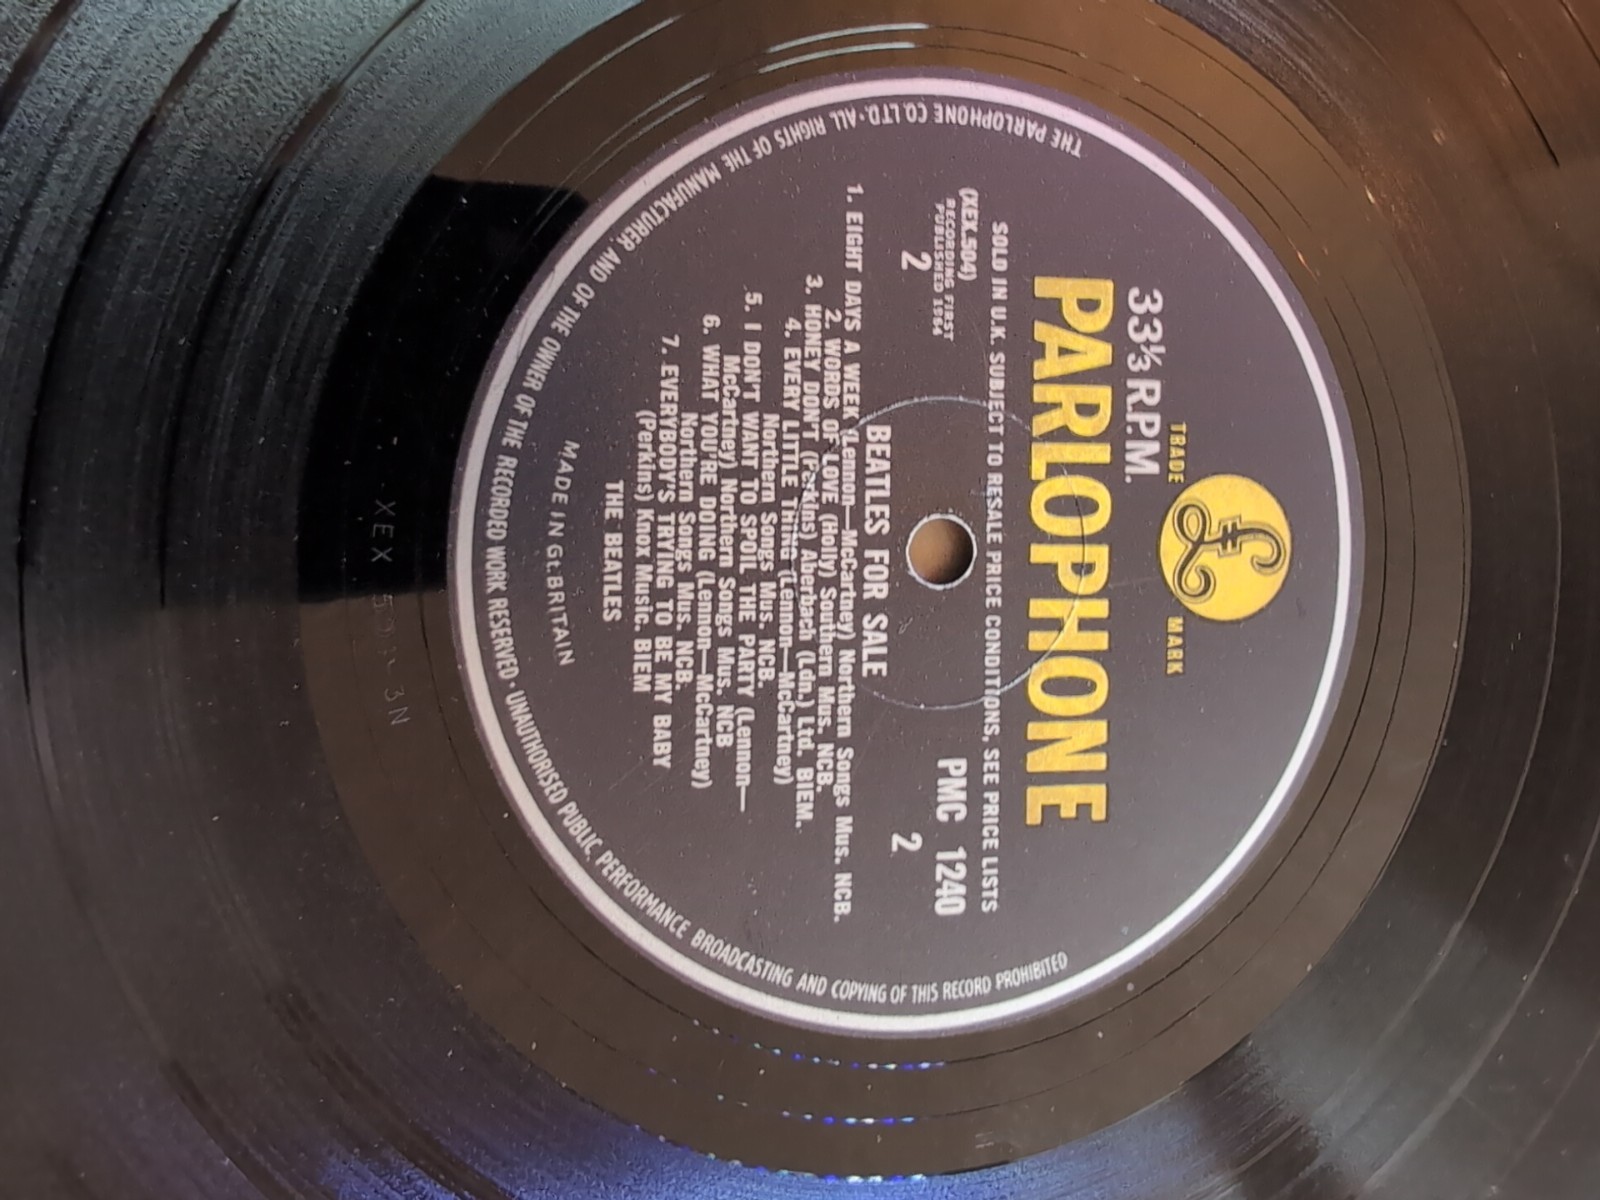 TRADE MARK
33⅓ R.P.M.
PARLOPHONE
SOLD IN U.K. SUBJECT TO RESALE PRICE CONDITIONS, SEE PRICE LISTS
(XEX.504)
RECORDING FIRST
PUBLISHED 1964
2
PMC 1240
2
BEATLES FOR SALE
1. EIGHT DAYS A WEEK (Lennon—McCartney) Northern Songs Mus. NCB.
2. WORDS OF LOVE (Holly) Southern Mus. NCB.
3. HONEY DON'T (Perkins) Aberbach (Ldn.) Ltd. BIEM.
4. EVERY LITTLE THING (Lennon—McCartney)
Northern Songs Mus. NCB.
5. I DON'T WANT TO SPOIL THE PARTY (Lennon—
McCartney) Northern Songs Mus. NCB
6. WHAT YOU'RE DOING (Lennon—McCartney)
Northern Songs Mus. NCB.
7. EVERYBODY'S TRYING TO BE MY BABY
(Perkins) Knox Music. BIEM
THE BEATLES
MADE IN GT. BRITAIN
THE PARLOPHONE CO. LTD · ALL RIGHTS OF THE MANUFACTURER AND OF THE OWNER OF THE RECORDED WORK RESERVED · UNAUTHORISED PUBLIC PERFORMANCE BROADCASTING AND COPYING OF THIS RECORD PROHIBITED
XEX 3N